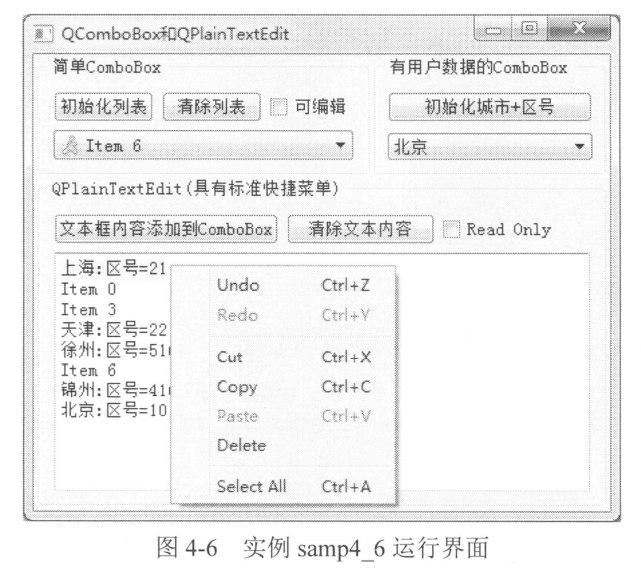 QComboBox和QPlainTextEdit
简单ComboBox
有用户数据的ComboBox
初始化列表 清除列表 可编辑
初始化城市+区号
Item 6
北京
QPlainTextEdit(具有标准快捷菜单)
文本框内容添加到ComboBox 清除文本内容 Read Only
上海:区号=21
Item 0
Item 3
天津:区号=22
徐州:区号=51
Item 6
锦州:区号=41
北京:区号=10
Undo Ctrl+Z
Redo Ctrl+Y
Cut Ctrl+X
Copy Ctrl+C
Paste Ctrl+V
Delete
Select All Ctrl+A
图 4-6 实例 samp4_6 运行界面